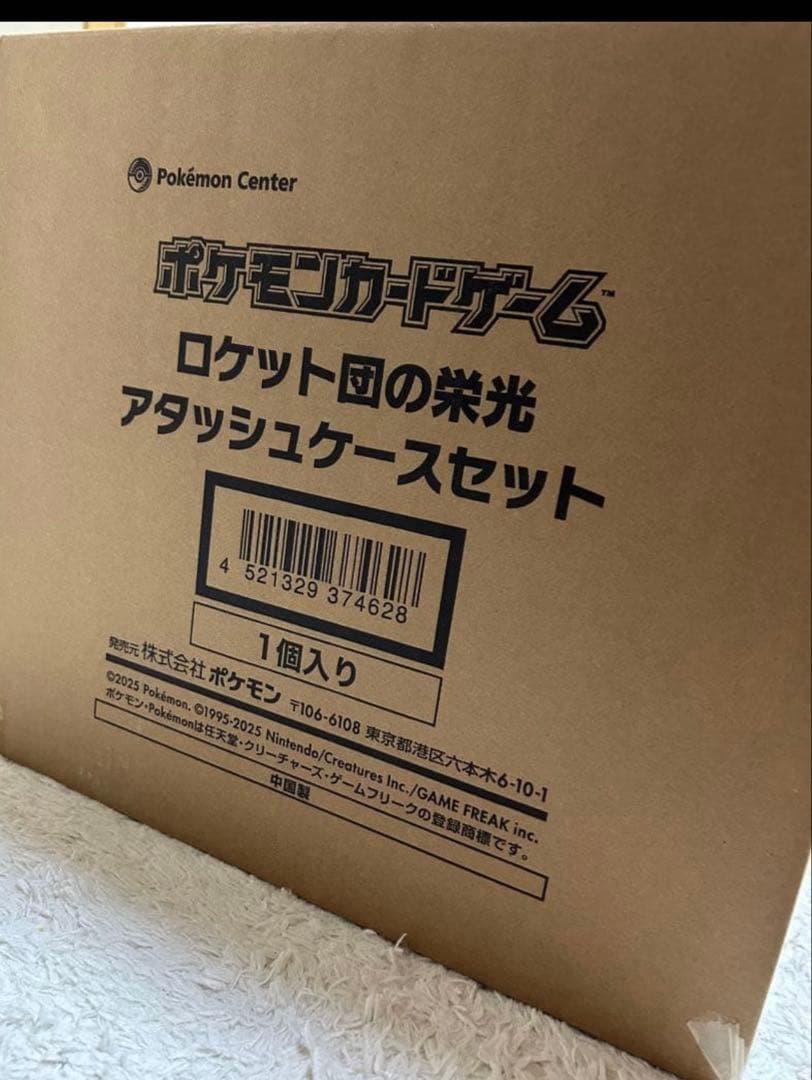 Pokémon Center
ポケモンカードゲーム™
ロケット団の栄光
アタッシュケースセット
4 521329 374628
1個入り
発売元 株式会社ポケモン 〒106-6108 東京都港区六本木6-10-1
©2025 Pokémon. ©1995-2025 Nintendo/Creatures Inc./GAME FREAK inc.
ポケモン・Pokémonは任天堂・クリーチャーズ・ゲームフリークの登録商標です。
中国製